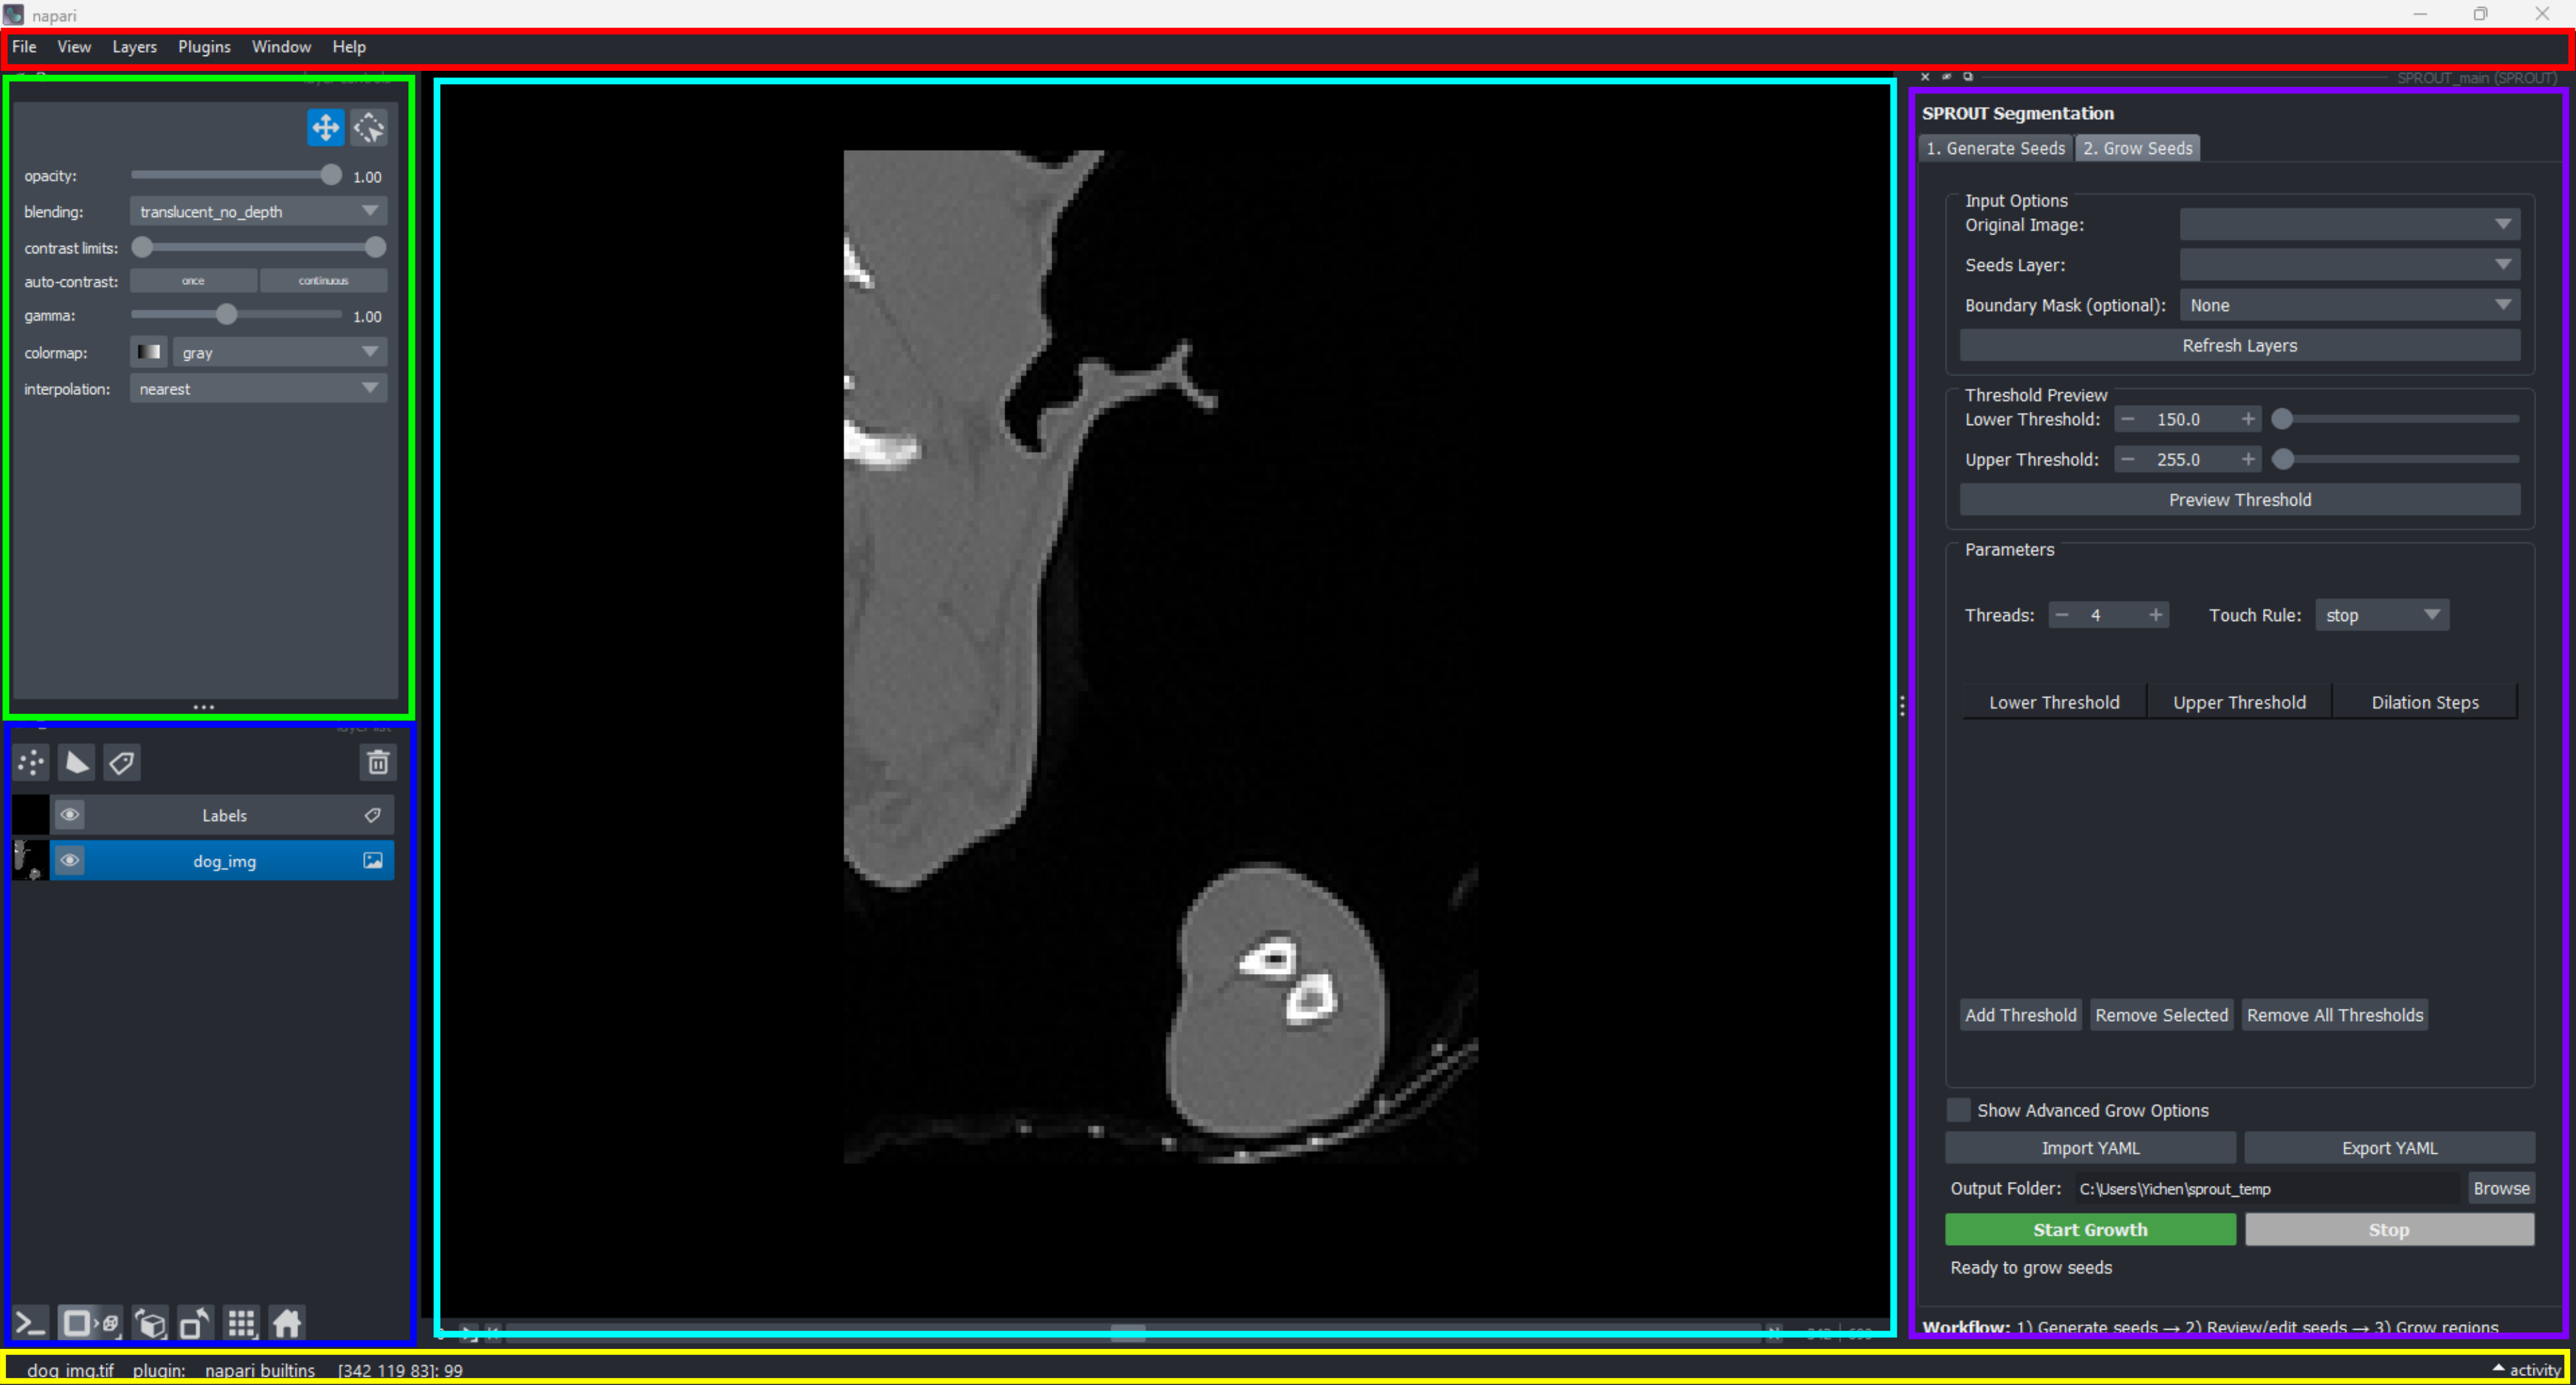 napari
File View Layers Plugins Window Help
SPROUT_main (SPROUT)
opacity: 1.00
blending: translucent_no_depth
contrast limits:
auto-contrast: once continuous
gamma: 1.00
colormap: gray
interpolation: nearest
layer list
Labels
dog_img
SPROUT Segmentation
1. Generate Seeds 2. Grow Seeds
Input Options
Original Image:
Seeds Layer:
Boundary Mask (optional): None
Refresh Layers
Threshold Preview
Lower Threshold: − 150.0 +
Upper Threshold: − 255.0 +
Preview Threshold
Parameters
Threads: − 4 + Touch Rule: stop
Lower Threshold Upper Threshold Dilation Steps
Add Threshold Remove Selected Remove All Thresholds
Show Advanced Grow Options
Import YAML Export YAML
Output Folder: C:\Users\Yichen\sprout_temp Browse
Start Growth Stop
Ready to grow seeds
Workflow: 1) Generate seeds → 2) Review/edit seeds → 3) Grow regions
dog_img.tif plugin: napari builtins [342 119 83]: 99 activity